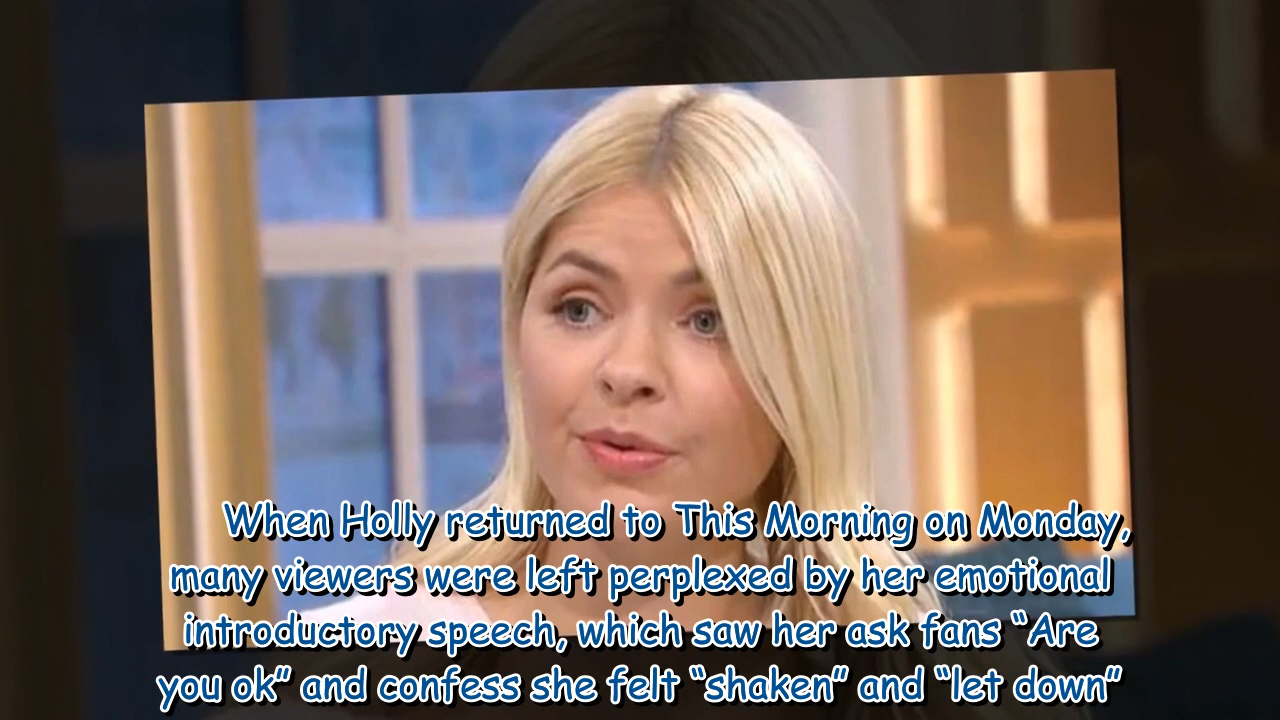 When Holly returned to This Morning on Monday,
many viewers were left perplexed by her emotional
introductory speech, which saw her ask fans “Are
you ok” and confess she felt “shaken” and “let down”